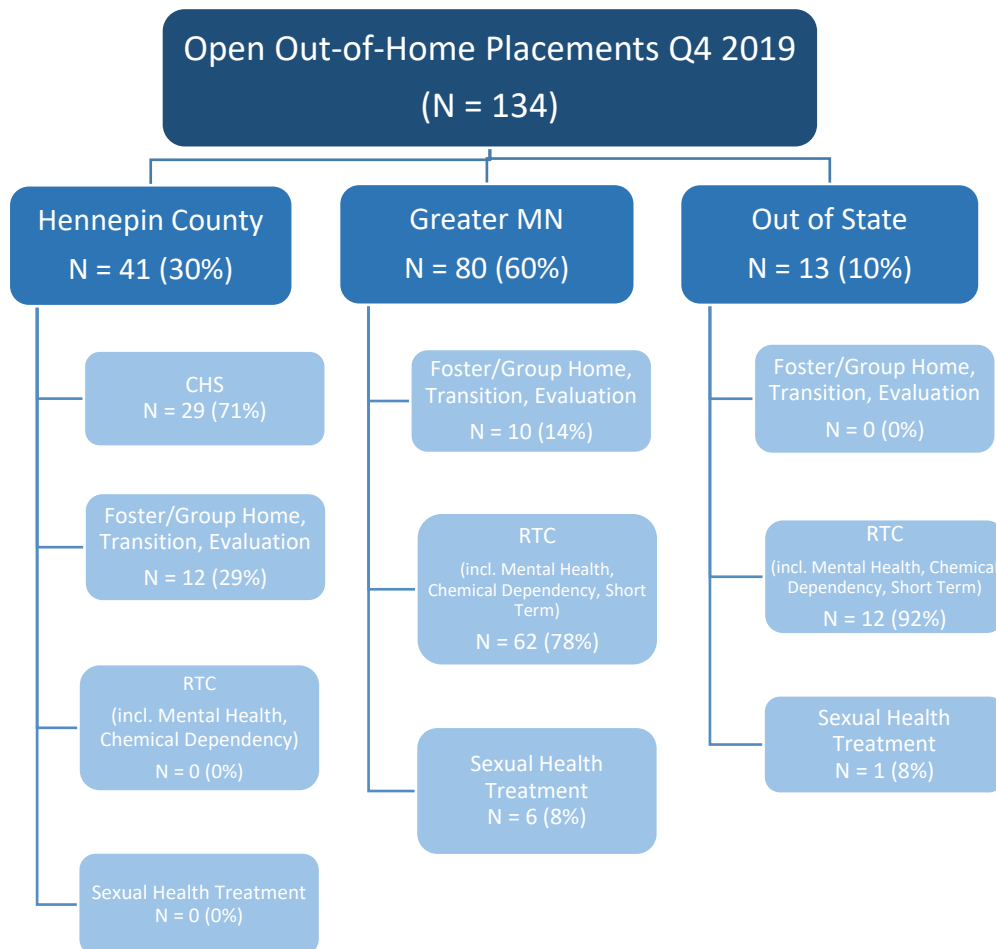 Open Out-of-Home Placements Q4 2019
(N = 134)
Hennepin County
N = 41 (30%)
CHS
N = 29 (71%)
Foster/Group Home,
Transition, Evaluation
N = 12 (29%)
RTC
(incl. Mental Health,
Chemical Dependency)
N = 0 (0%)
Sexual Health Treatment
N = 0 (0%)
Greater MN
N = 80 (60%)
Foster/Group Home,
Transition, Evaluation
N = 10 (14%)
RTC
(incl. Mental Health,
Chemical Dependency, Short
Term)
N = 62 (78%)
Sexual Health
Treatment
N = 6 (8%)
Out of State
N = 13 (10%)
Foster/Group Home,
Transition, Evaluation
N = 0 (0%)
RTC
(incl. Mental Health, Chemical
Dependency, Short Term)
N = 12 (92%)
Sexual Health
Treatment
N = 1 (8%)